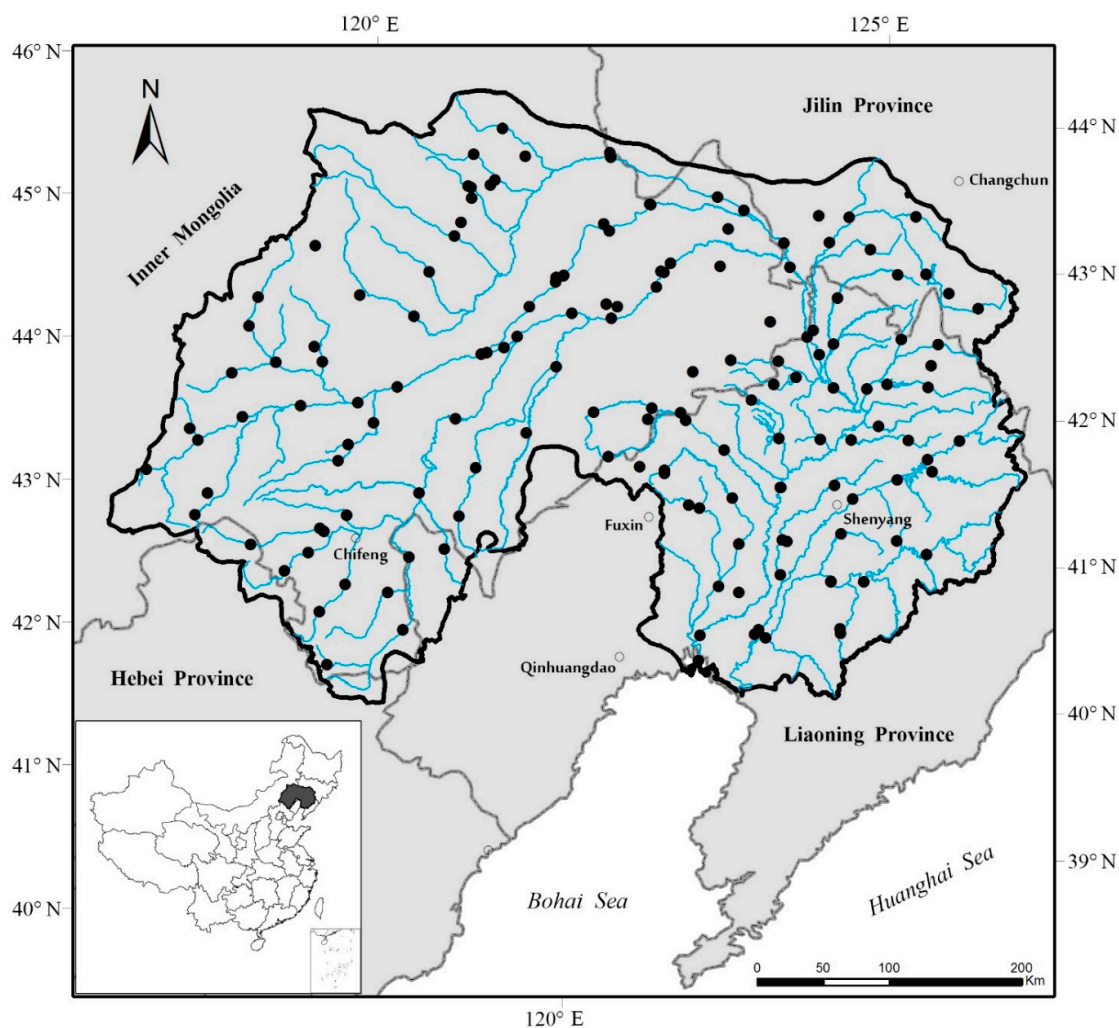 120° E
125° E
46° N
N
Jilin Province
44° N
Changchun
45° N
Inner Mongolia
43° N
44° N
42° N
43° N
Fuxin
Shenyang
Chifeng
41° N
42° N
Qinhuangdao
Hebei Province
40° N
Liaoning Province
41° N
39° N
Huanghai Sea
Bohai Sea
40° N
0 50 100 200
Km
120° E